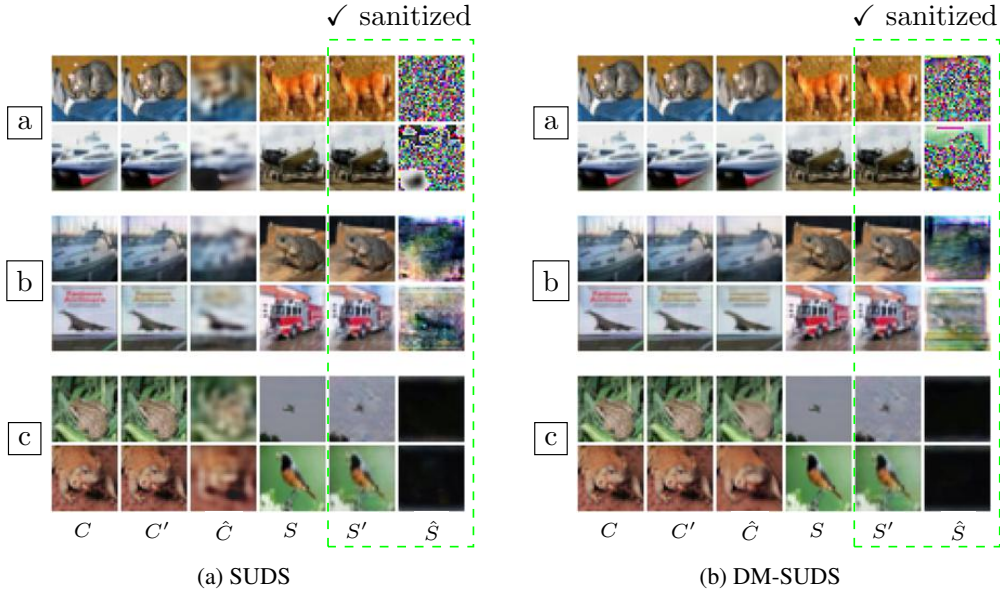 ✓ sanitized
✓ sanitized
a
a
b
b
c
c
C C′ Ĉ S S′ Ŝ
C C′ Ĉ S S′ Ŝ
(a) SUDS
(b) DM-SUDS